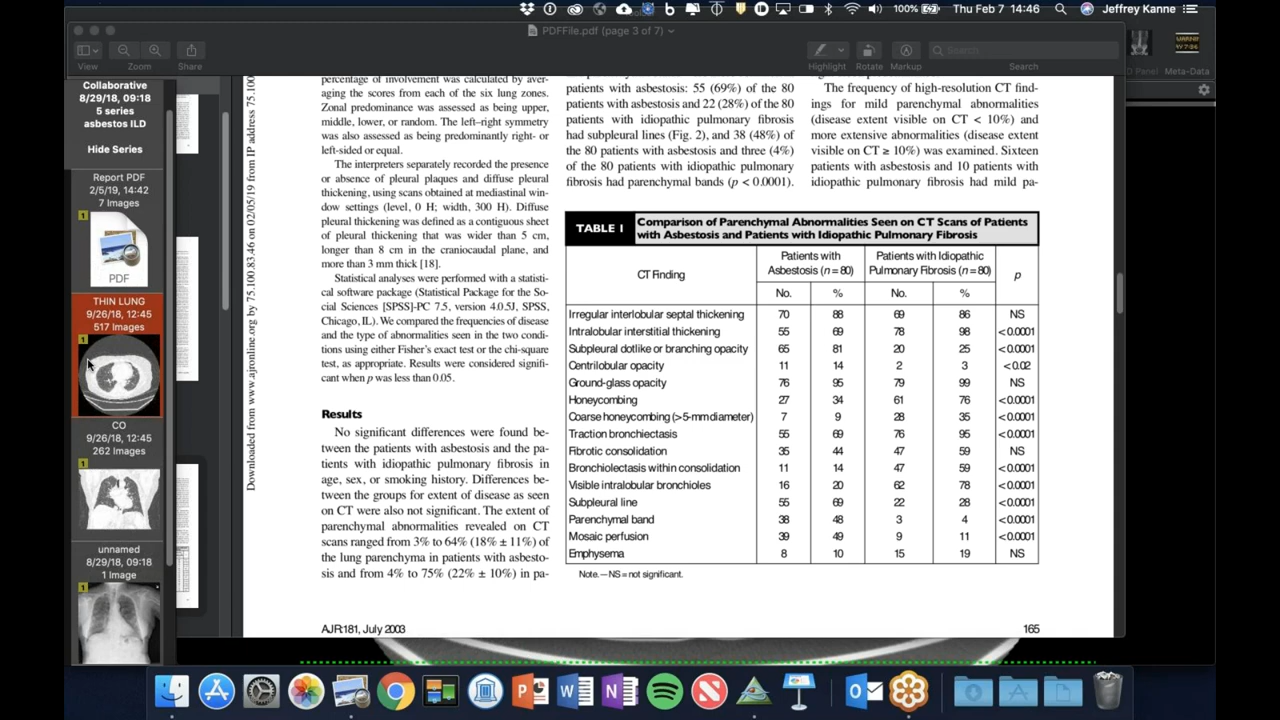 100%
Thu Feb 7 14:46
Jeffrey Kanne
PDFFile.pdf (page 3 of 7)
View
Zoom
Share
Highlight
Rotate
Markup
Search
Search
Panel
Meta-Data
Collaborative
8/29/18, 09:18
5 series
asbestos ILD
Hide Series
Report PDF
2/5/19, 14:42
7 Images
1
PDF
THIN LUNG
9/26/18, 12:45
517 Images
1
CO
9/26/18, 12:45
262 Images
1
unnamed
8/29/18, 09:18
1 Image
1
Downloaded from www.ajronline.org by 75.100.83.46 on 02/05/19 from IP address 75.100
percentage of involvement was calculated by aver-
aging the scores from each of the six lung zones.
Zonal predominance was assessed as being upper,
middle, lower, or random. The left–right symmetry
was also assessed as being predominantly right- or
left-sided or equal.
The interpreters separately recorded the presence
or absence of pleural plaques and diffuse pleural
thickening, using scans obtained at mediastinal win-
dow settings (level, 0 H; width, 300 H). Diffuse
pleural thickening was defined as a contiguous sheet
of pleural thickening that was wider than 5 cm,
longer than 8 cm in the craniocaudal plane, and
more than 3 mm thick [18].
Statistical analyses were performed with a statisti-
cal software package (Statistical Package for the So-
cial Sciences [SPSS]-PC 7.5, version 4.0.5J, SPSS,
Chicago, IL). We compared the frequencies of disease
and the type of abnormalities seen in the two condi-
tions using either Fisher's exact test or the chi-square
test, as appropriate. Results were considered signifi-
cant when p was less than 0.05.
Results
No significant differences were found be-
tween the patients with asbestosis and the pa-
tients with idiopathic pulmonary fibrosis in
age, sex, or smoking history. Differences be-
tween the groups for extent of disease as seen
on CT were also not significant. The extent of
parenchymal abnormalities revealed on CT
scans ranged from 3% to 64% (18% ± 11%) of
the lung parenchyma in patients with asbesto-
sis and from 4% to 75% (22% ± 10%) in pa-
patients with asbestosis: 55 (69%) of the 80
patients with asbestosis and 22 (28%) of the 80
patients with idiopathic pulmonary fibrosis
had subpleural lines (Fig. 2), and 38 (48%) of
the 80 patients with asbestosis and three (4%)
of the 80 patients with idiopathic pulmonary
fibrosis had parenchymal bands (p < 0.0001).
The frequency of high-resolution CT find-
ings for mild parenchymal abnormalities
(disease extent visible on CT < 10%) and
more extensive abnormalities (disease extent
visible on CT ≥ 10%) was examined. Sixteen
patients with asbestosis and 10 patients with
idiopathic pulmonary fibrosis had mild pa-
TABLE 1 Comparison of Parenchymal Abnormalities Seen on CT Scans of Patients
with Asbestosis and Patients with Idiopathic Pulmonary Fibrosis
CT Finding
Patients with
Asbestosis (n = 80)
Patients with Idiopathic
Pulmonary Fibrosis (n = 80)
p
No. % No. %
Irregular interlobular septal thickening 70 88 69 86 NS
Intralobular interstitial thickening 55 69 78 98 <0.0001
Subpleural dotlike or branching opacity 65 81 20 25 <0.0001
Centrilobular opacity 11 14 2 3 <0.02
Ground-glass opacity 76 95 79 99 NS
Honeycombing 27 34 61 76 <0.0001
Coarse honeycombing (>5-mm diameter) 7 9 28 35 <0.0001
Traction bronchiectasis 55 69 76 95 <0.0001
Fibrotic consolidation 35 44 47 59 NS
Bronchiolectasis within consolidation 11 14 47 59 <0.0001
Visible intralobular bronchioles 16 20 62 78 <0.0001
Subpleural line 55 69 22 28 <0.0001
Parenchymal band 38 48 3 4 <0.0001
Mosaic perfusion 39 49 9 11 <0.0001
Emphysema 8 10 15 19 NS
Note.—NS = not significant.
AJR:181, July 2003
165